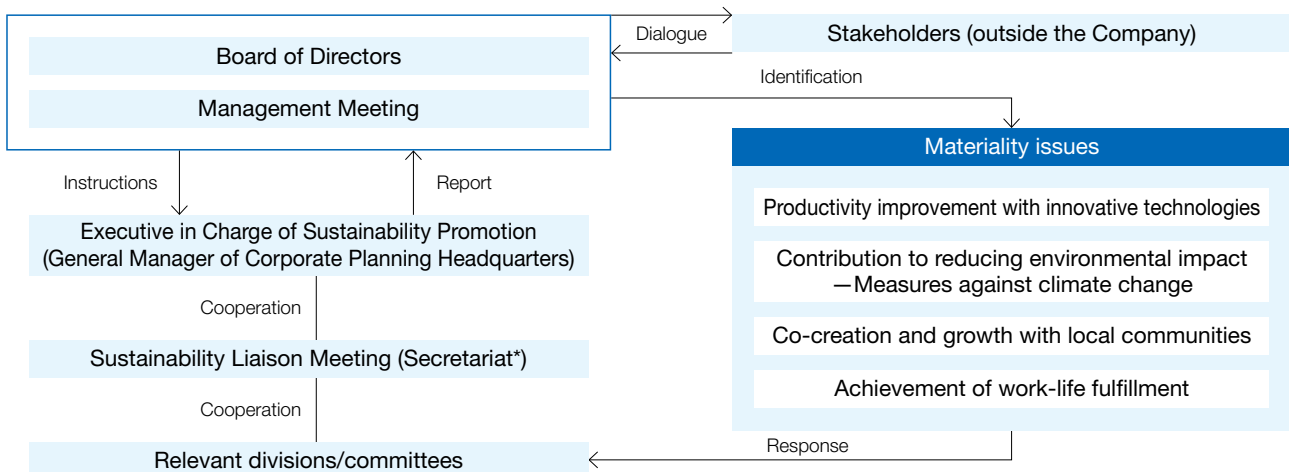 Board of Directors
Management Meeting
Dialogue
Stakeholders (outside the Company)
Identification
Instructions
Report
Executive in Charge of Sustainability Promotion
(General Manager of Corporate Planning Headquarters)
Cooperation
Sustainability Liaison Meeting (Secretariat*)
Cooperation
Relevant divisions/committees
Materiality issues
Productivity improvement with innovative technologies
Contribution to reducing environmental impact
—Measures against climate change
Co-creation and growth with local communities
Achievement of work-life fulfillment
Response